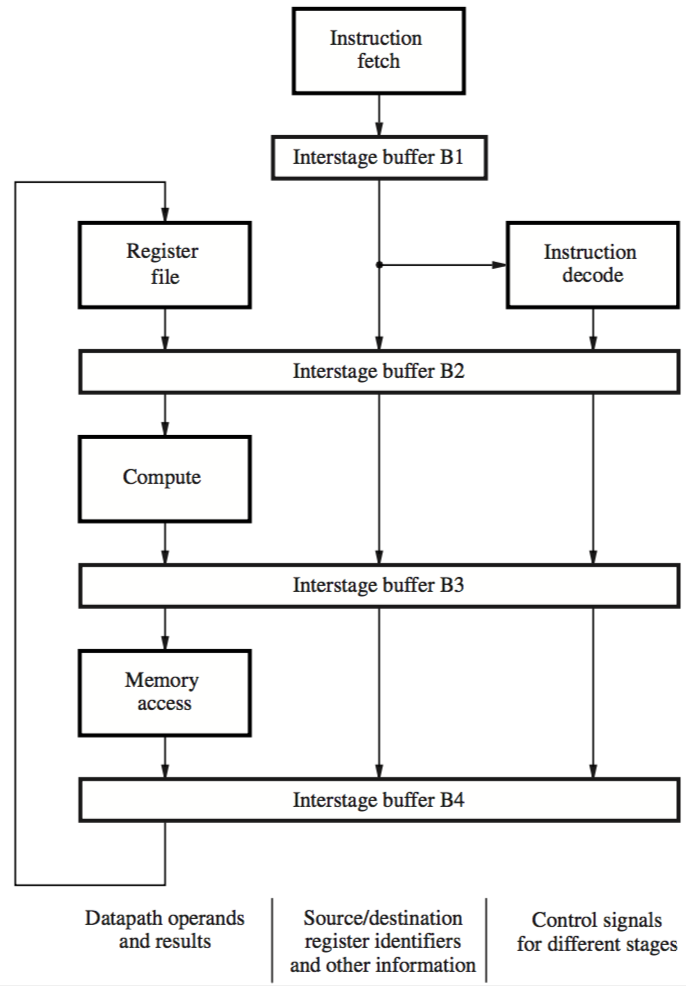 Instruction
fetch
Interstage buffer B1
Register
file
Instruction
decode
Interstage buffer B2
Compute
Interstage buffer B3
Memory
access
Interstage buffer B4
Datapath operands
and results
Source/destination
register identifiers
and other information
Control signals
for different stages